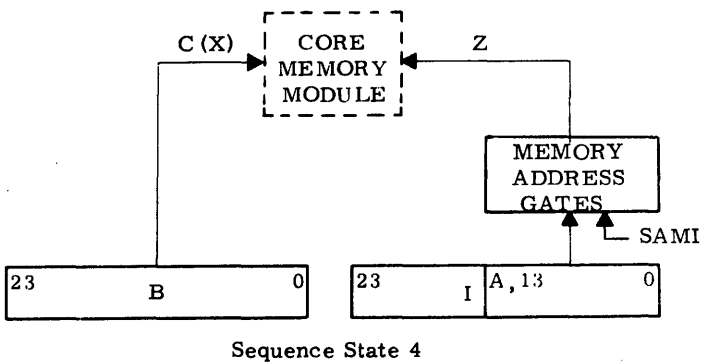 C(X)
CORE
MEMORY
MODULE
Z
MEMORY
ADDRESS
GATES
SAMI
23 B 0
23 I A, 13 0
Sequence State 4